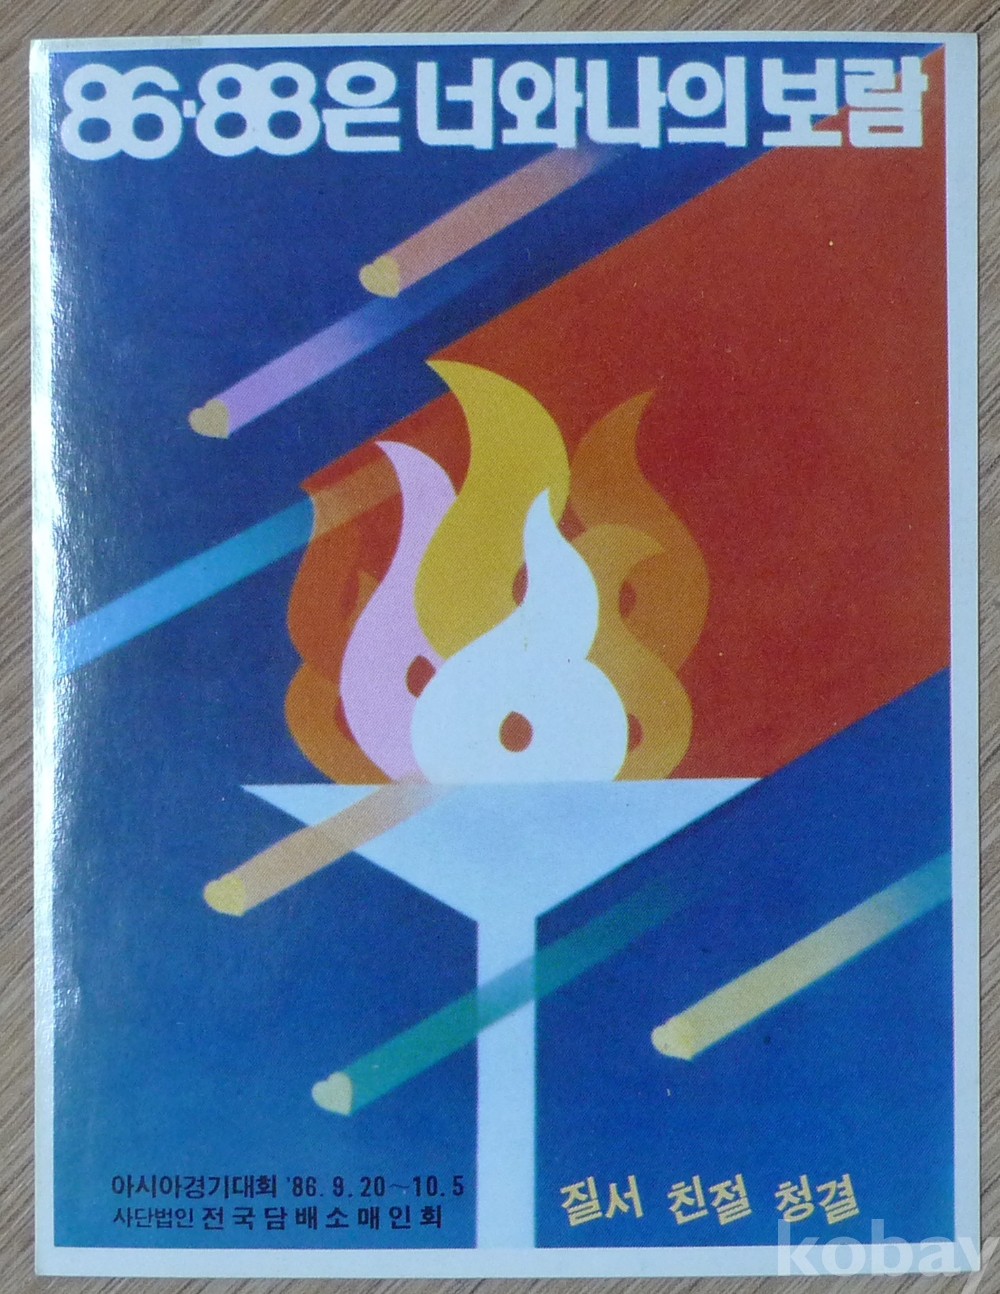 86·88은 너와나의 보람
아시아경기대회 '86. 9. 20~10. 5
사단법인 전국담배소매인회
질서 친절 청결
kobay